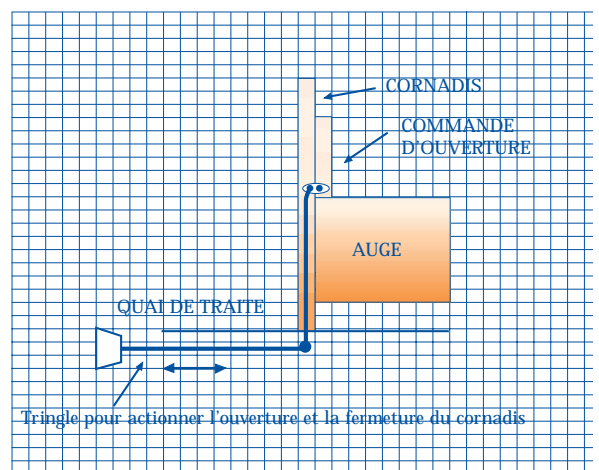 CORNADIS
COMMANDE
D'OUVERTURE
AUGE
QUAI DE TRAITE
Tringle pour actionner l'ouverture et la fermeture du cornadis